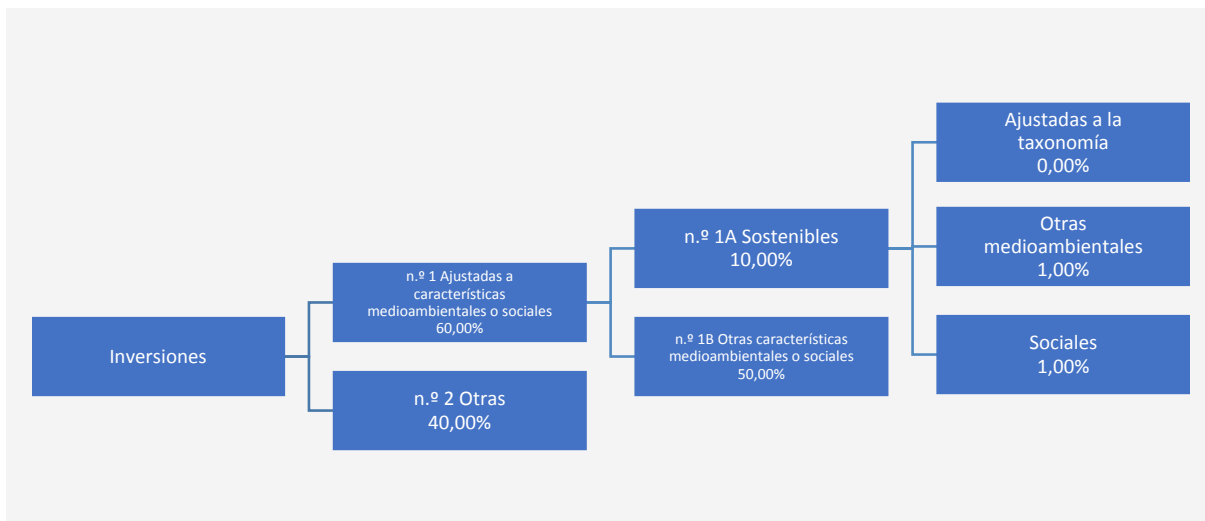 Inversiones
n.º 1 Ajustadas a
características
medioambientales o sociales
60,00%
n.º 2 Otras
40,00%
n.º 1A Sostenibles
10,00%
n.º 1B Otras características
medioambientales o sociales
50,00%
Ajustadas a la
taxonomía
0,00%
Otras
medioambientales
1,00%
Sociales
1,00%